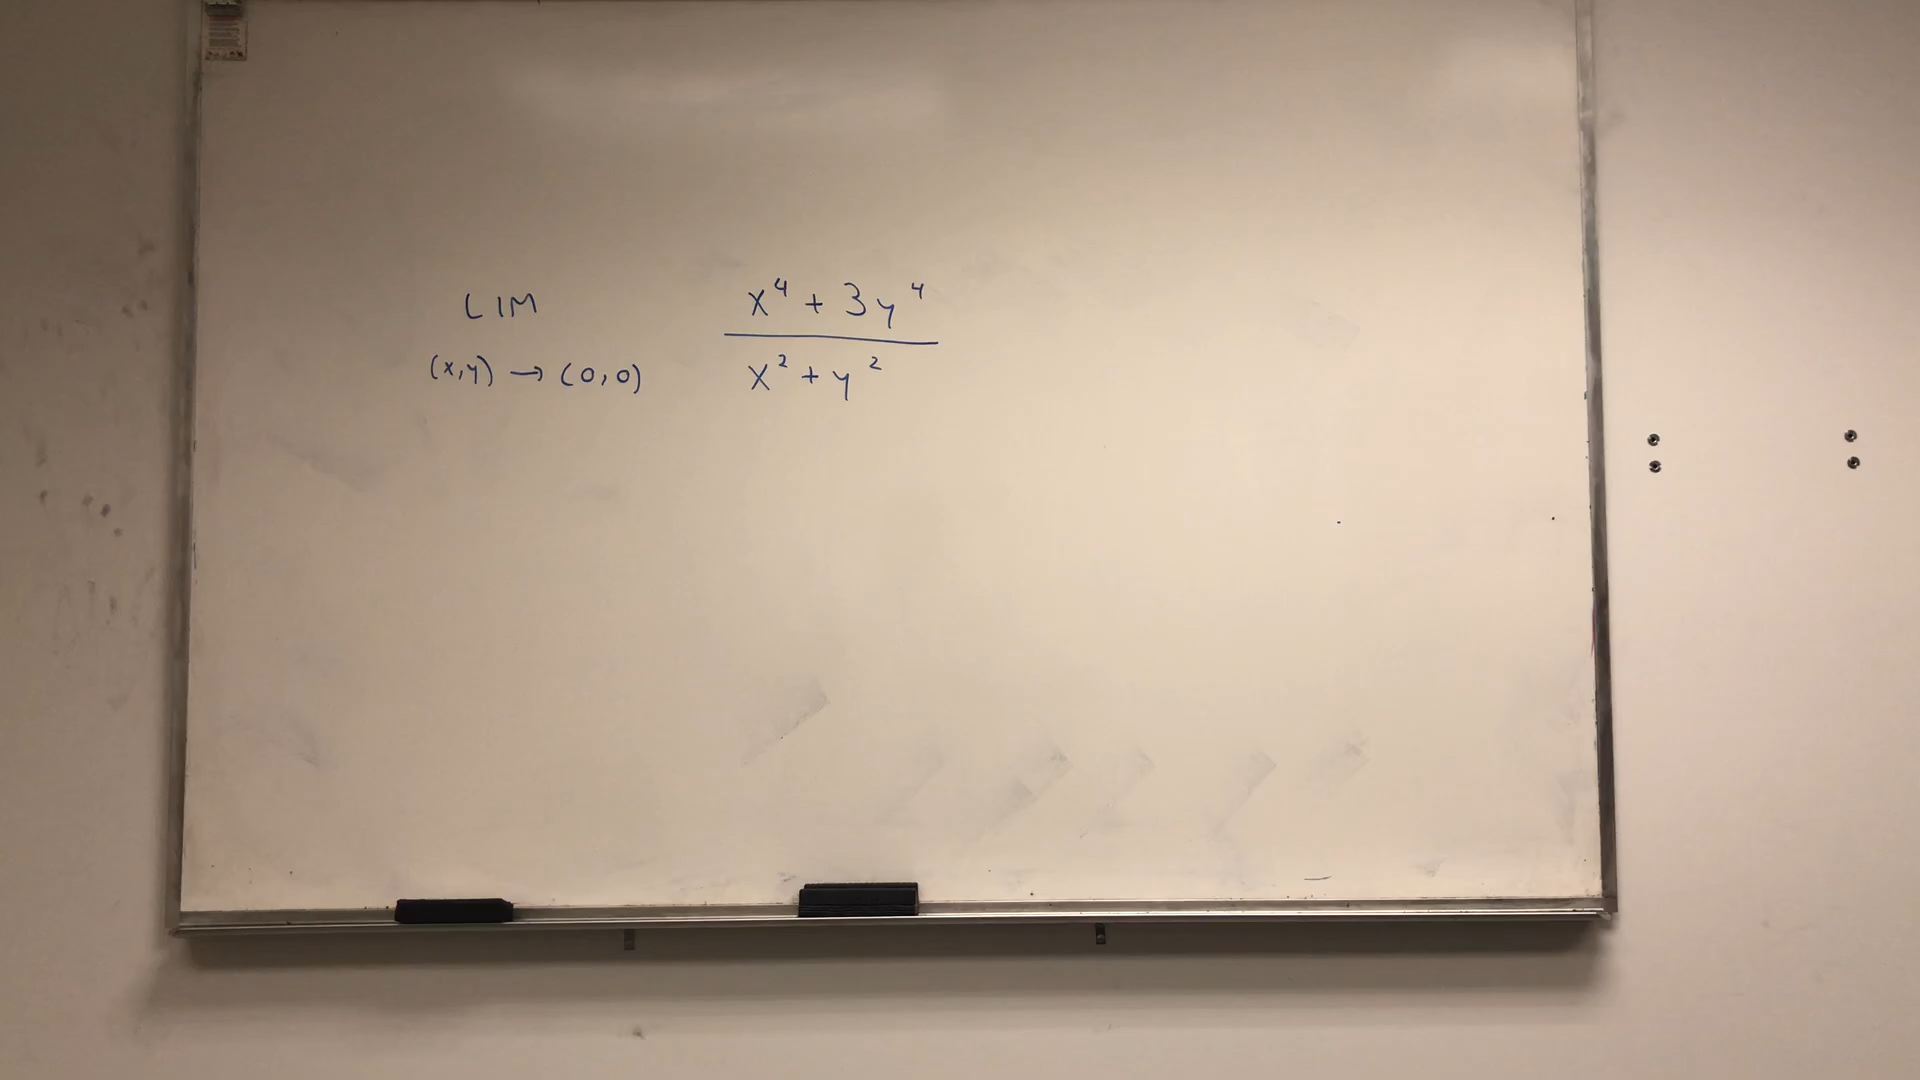 LIM x⁴ + 3y⁴
(x,y) → (0,0) x² + y²